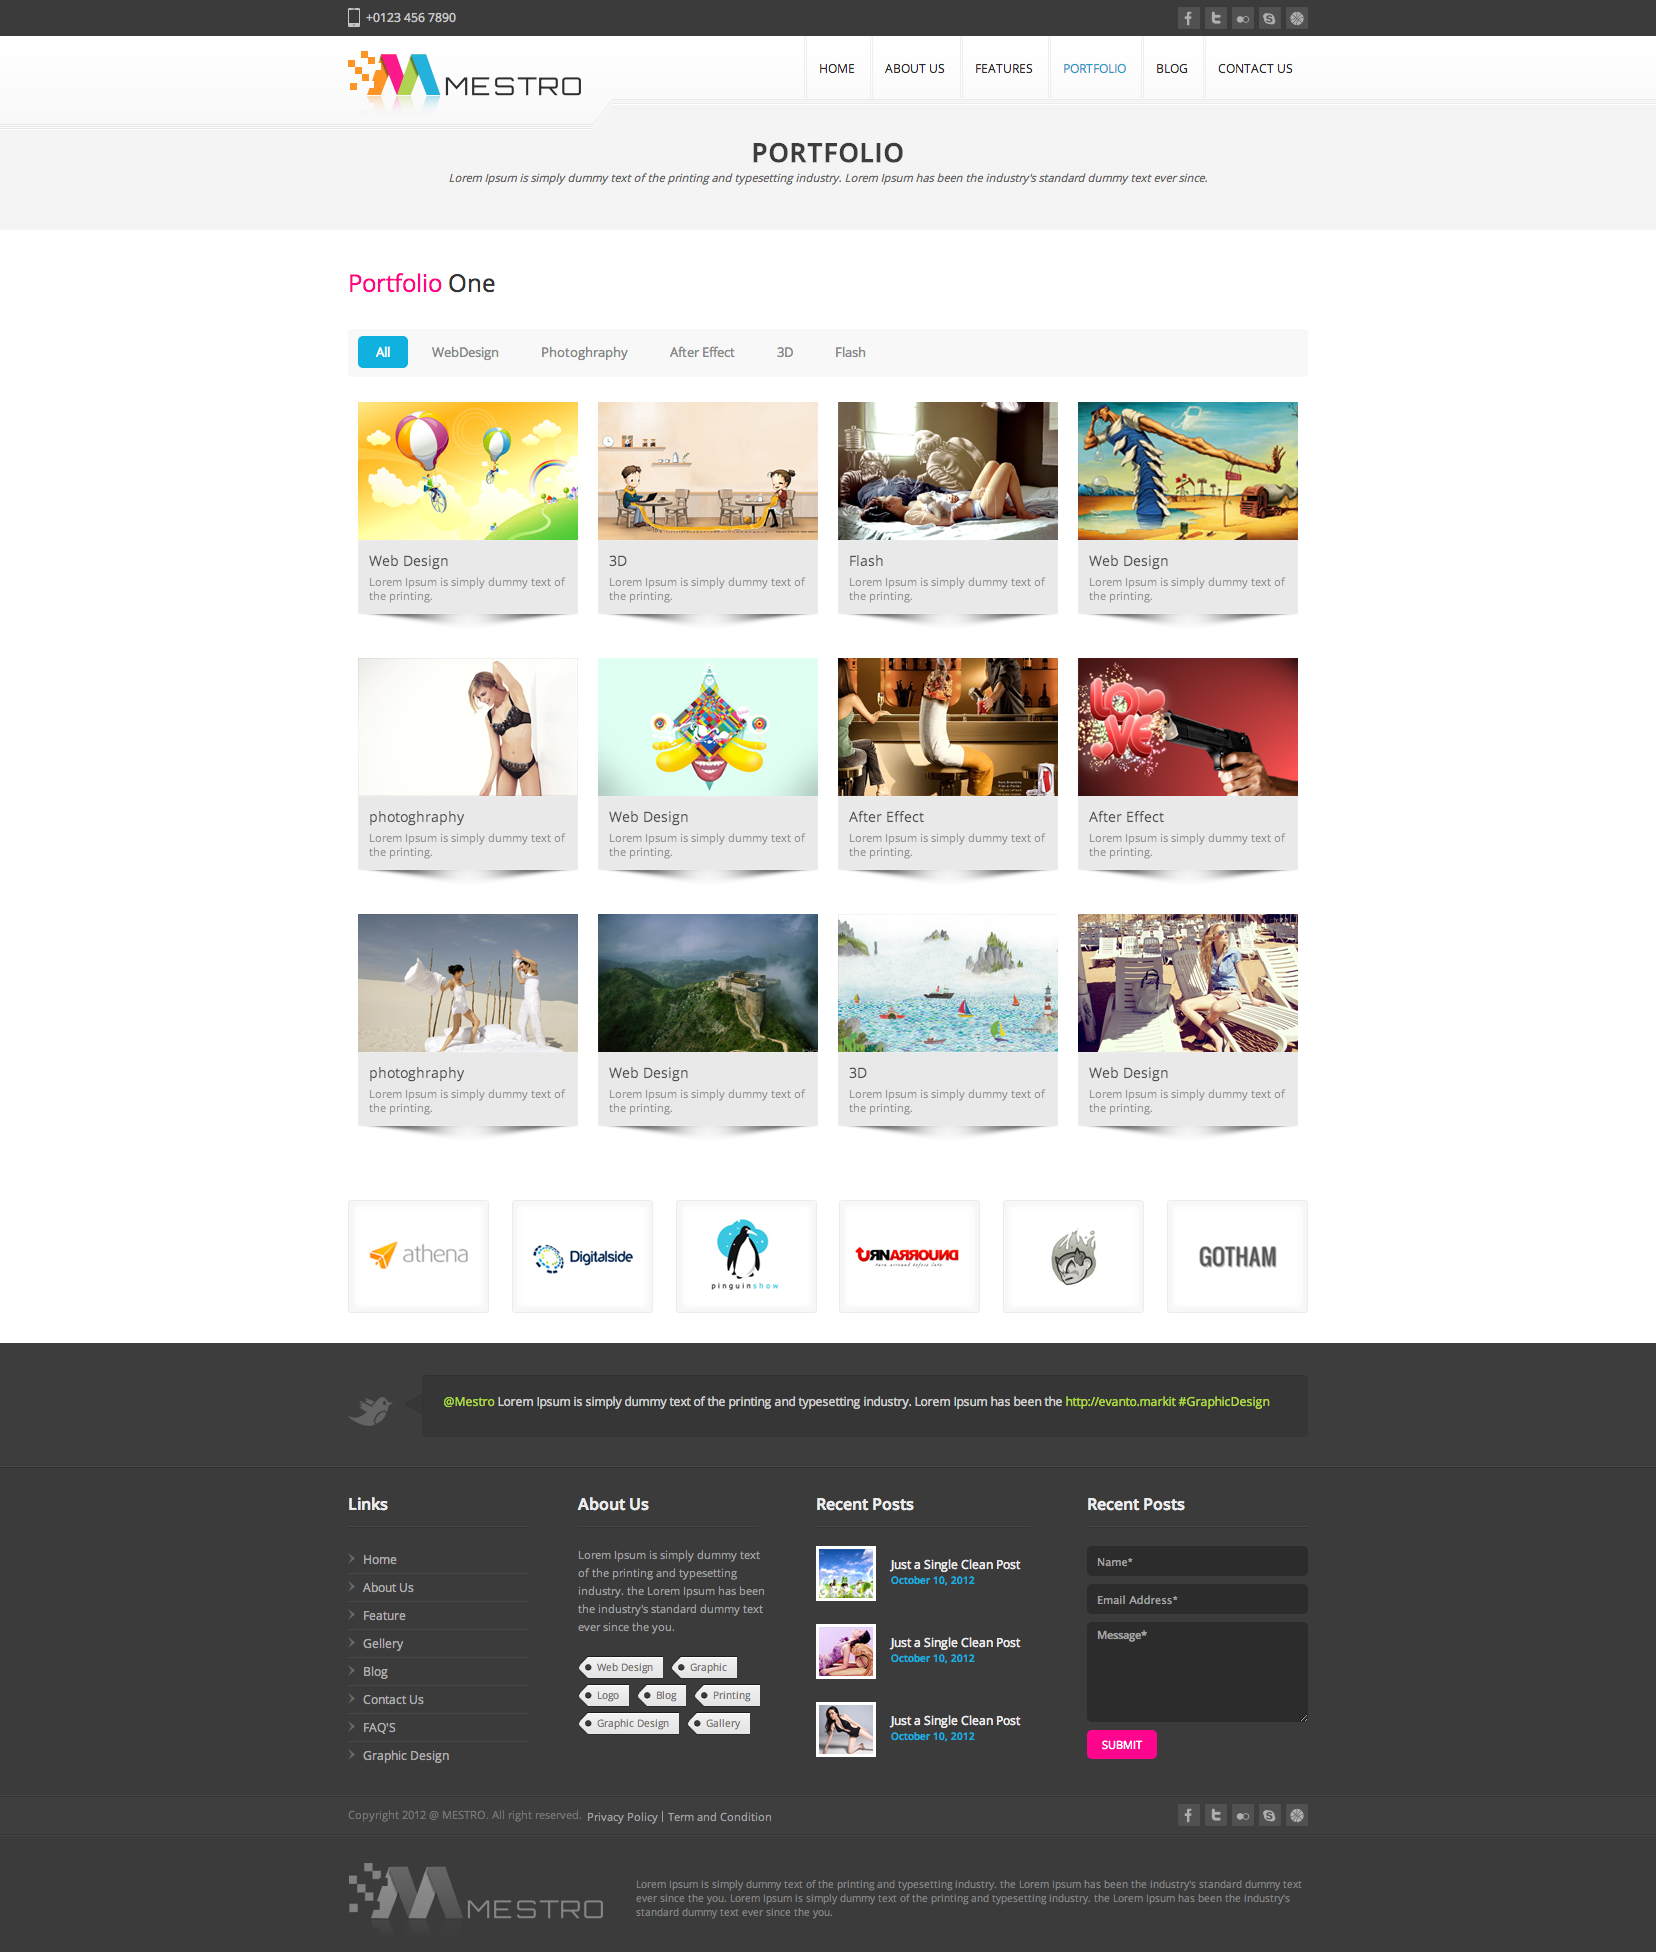 +0123 456 7890
MESTRO
HOME
ABOUT US
FEATURES
PORTFOLIO
BLOG
CONTACT US
PORTFOLIO
Lorem Ipsum is simply dummy text of the printing and typesetting industry. Lorem Ipsum has been the industry's standard dummy text ever since.
Portfolio One
All
WebDesign
Photoghraphy
After Effect
3D
Flash
Web Design
Lorem Ipsum is simply dummy text of
the printing.
3D
Lorem Ipsum is simply dummy text of
the printing.
Flash
Lorem Ipsum is simply dummy text of
the printing.
Web Design
Lorem Ipsum is simply dummy text of
the printing.
LOVE
photoghraphy
Lorem Ipsum is simply dummy text of
the printing.
Web Design
Lorem Ipsum is simply dummy text of
the printing.
After Effect
Lorem Ipsum is simply dummy text of
the printing.
After Effect
Lorem Ipsum is simply dummy text of
the printing.
photoghraphy
Lorem Ipsum is simply dummy text of
the printing.
Web Design
Lorem Ipsum is simply dummy text of
the printing.
3D
Lorem Ipsum is simply dummy text of
the printing.
Web Design
Lorem Ipsum is simply dummy text of
the printing.
athena
Digitalside
pinguinshow
TURNARROUND
turn arround before late
GOTHAM
@Mestro Lorem Ipsum is simply dummy text of the printing and typesetting industry. Lorem Ipsum has been the http://evanto.markit #GraphicDesign
Links
Home
About Us
Feature
Gellery
Blog
Contact Us
FAQ'S
Graphic Design
About Us
Lorem Ipsum is simply dummy text
of the printing and typesetting
industry. the Lorem Ipsum has been
the industry's standard dummy text
ever since the you.
Web Design
Graphic
Logo
Blog
Printing
Graphic Design
Gallery
Recent Posts
Just a Single Clean Post
October 10, 2012
Just a Single Clean Post
October 10, 2012
Just a Single Clean Post
October 10, 2012
Recent Posts
Name*
Email Address*
Message*
SUBMIT
Copyright 2012 @ MESTRO. All right reserved. Privacy Policy | Term and Condition
MESTRO
Lorem Ipsum is simply dummy text of the printing and typesetting industry. the Lorem Ipsum has been the industry's standard dummy text
ever since the you. Lorem Ipsum is simply dummy text of the printing and typesetting industry. the Lorem Ipsum has been the industry's
standard dummy text ever since the you.